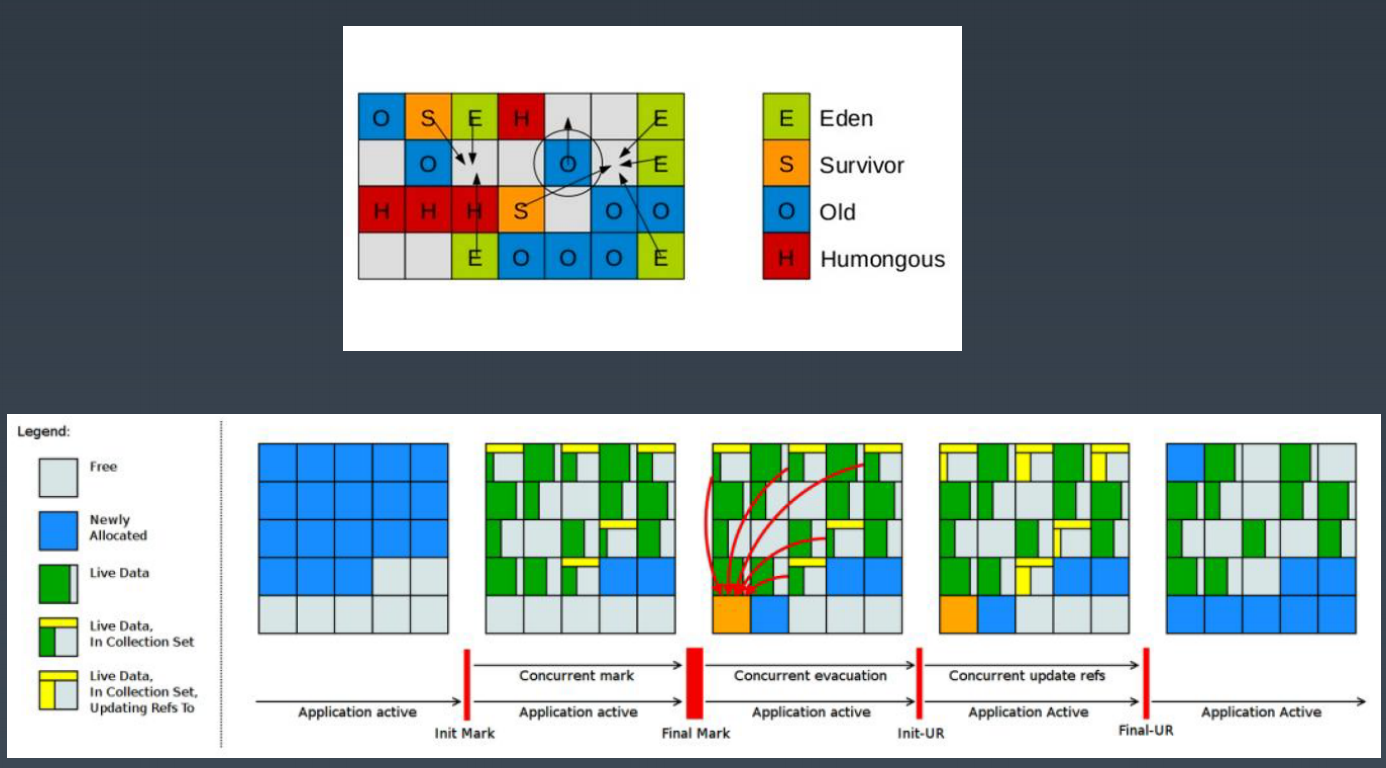 O S E H E
O O E
H H H S O O
E O O O E
E Eden
S Survivor
O Old
H Humongous
Legend:
Free
Newly
Allocated
Live Data
Live Data,
In Collection Set
Live Data,
In Collection Set,
Updating Refs To
Concurrent mark
Concurrent evacuation
Concurrent update refs
Application active
Application active
Application active
Application Active
Application Active
Init Mark
Final Mark
Init-UR
Final-UR